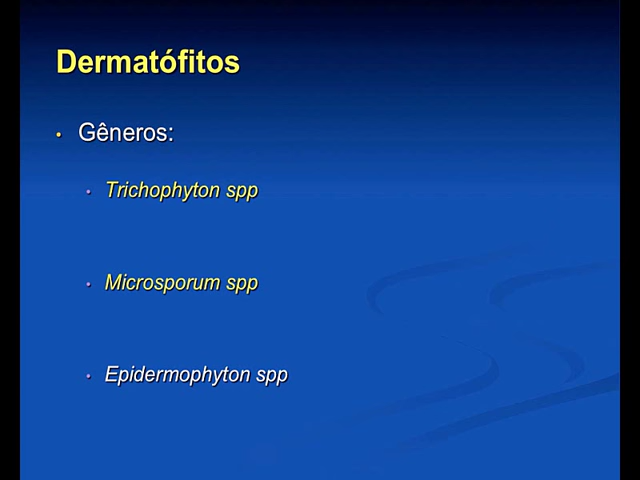 Dermatófitos
Gêneros:
Trichophyton spp
Microsporum spp
Epidermophyton spp